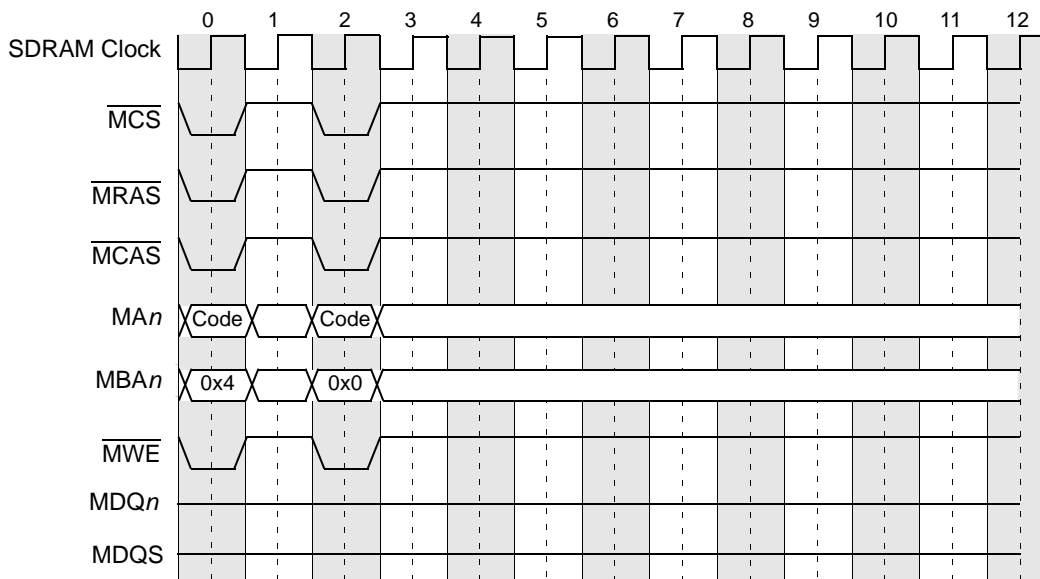 0 1 2 3 4 5 6 7 8 9 10 11 12
SDRAM Clock
MCS
MRAS
MCAS
MAn Code Code
MBAn 0x4 0x0
MWE
MDQn
MDQS